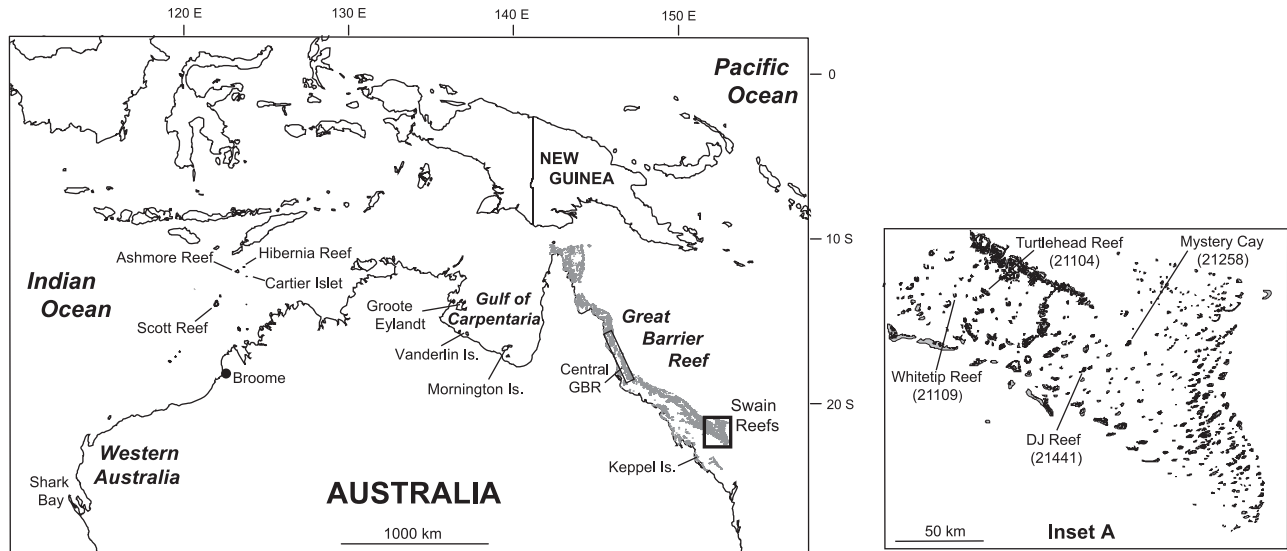 120 E
130 E
140 E
150 E
Pacific
Ocean
0
NEW
GUINEA
10 S
Ashmore Reef
Hibernia Reef
Cartier Islet
Indian
Ocean
Scott Reef
Groote
Eylandt
Gulf of
Carpentaria
Vanderlin Is.
Mornington Is.
Great
Barrier
Reef
Central
GBR
Broome
20 S
Swain
Reefs
Western
Australia
Shark
Bay
Keppel Is.
AUSTRALIA
1000 km
Turtlehead Reef
(21104)
Mystery Cay
(21258)
Whitetip Reef
(21109)
DJ Reef
(21441)
50 km
Inset A